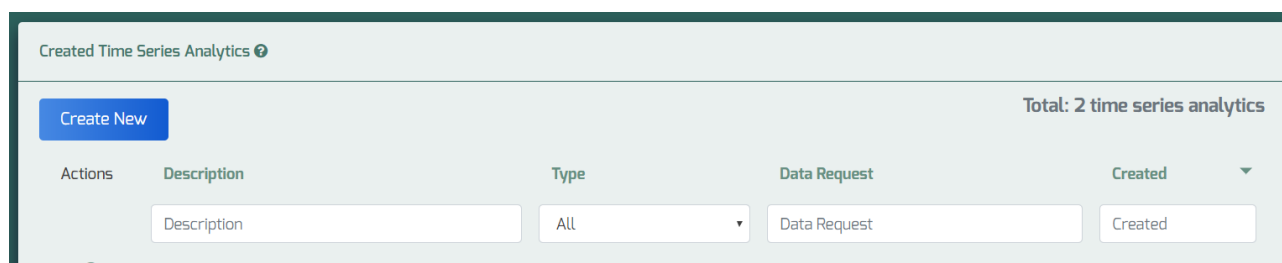 Created Time Series Analytics
Create New
Total: 2 time series analytics
Actions Description Type Data Request Created
Description All Data Request Created